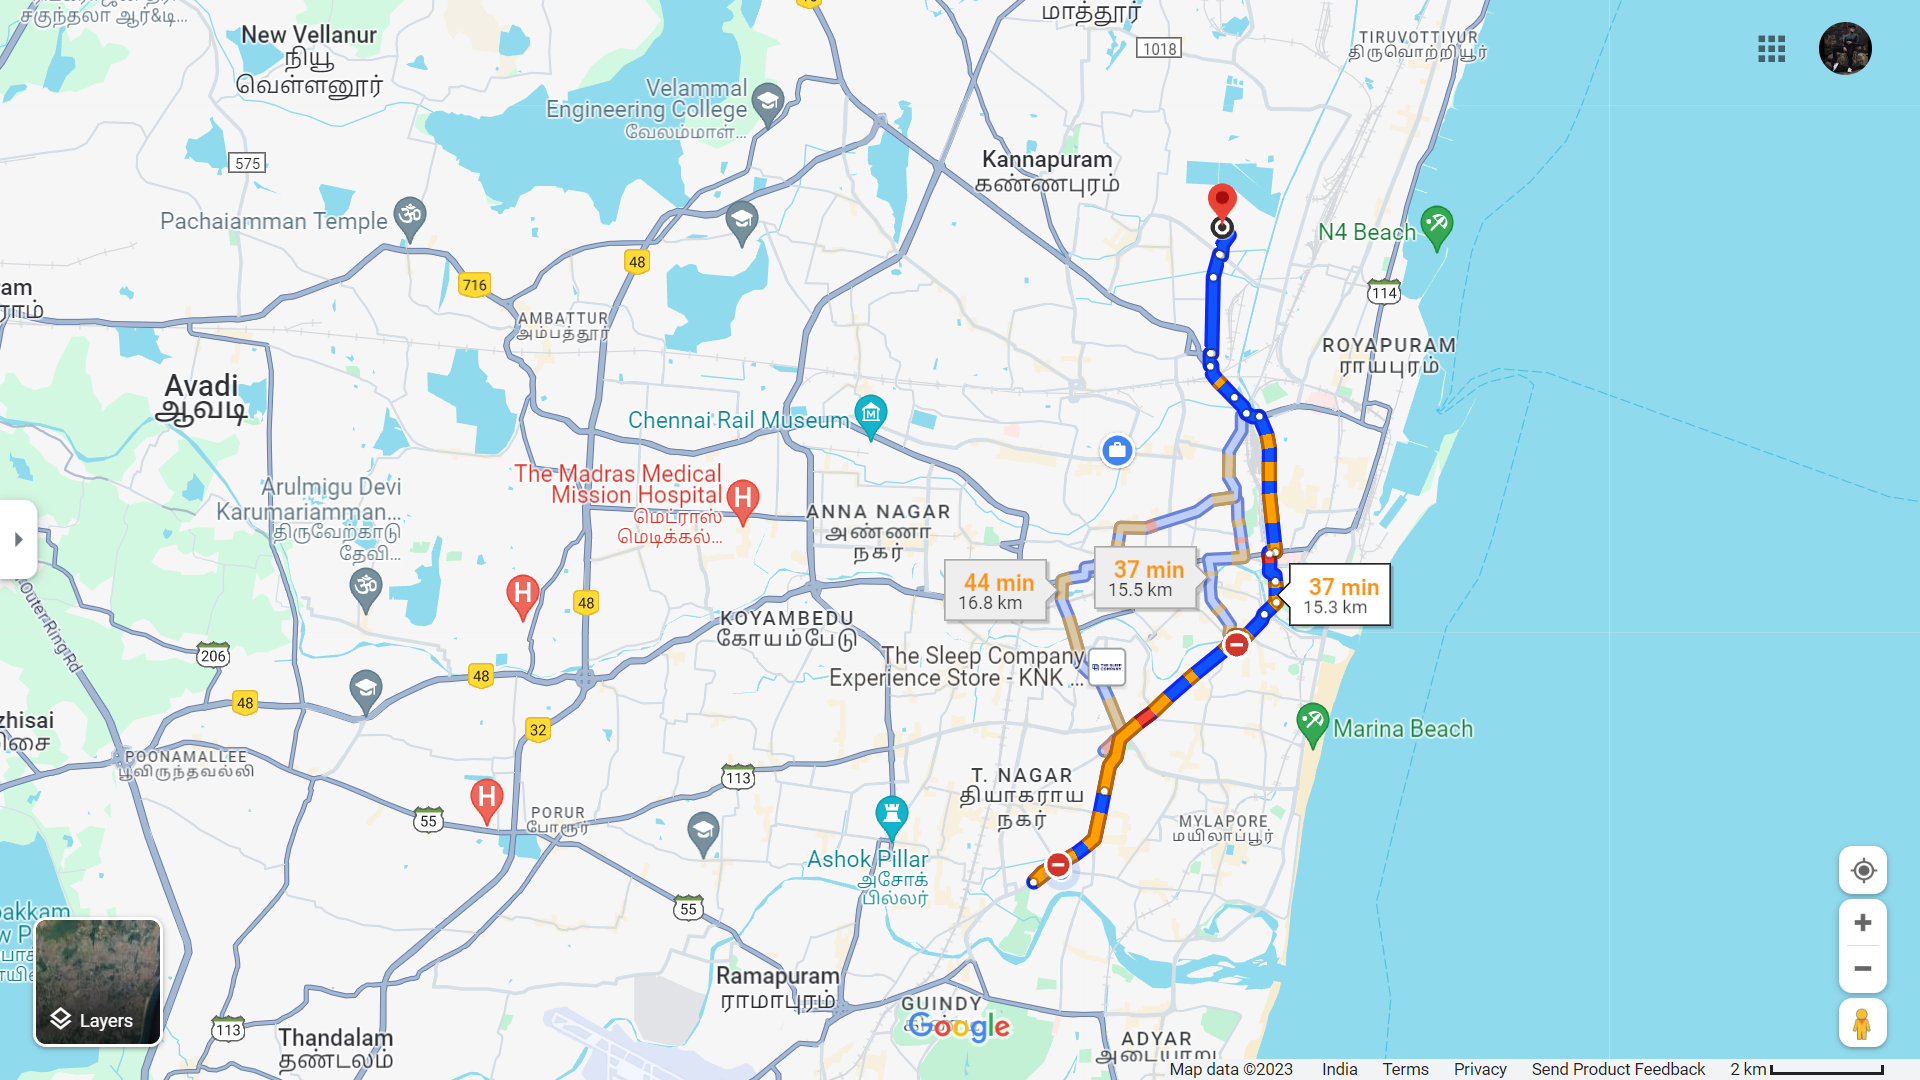 சகுந்தலா ஆர்&டி...
New Vellanur
நியூ
வெள்ளனூர்
மாத்தூர்
1018
TIRUVOTTIYUR
திருவொற்றியூர்
Velammal
Engineering College
வேலம்மாள்...
575
Kannapuram
கண்ணபுரம்
Pachaiamman Temple
N4 Beach
48
716
114
am
ராம்
AMBATTUR
அம்பத்தூர்
ROYAPURAM
ராயபுரம்
Avadi
ஆவடி
Chennai Rail Museum
The Madras Medical
Mission Hospital
மெட்ராஸ்
மெடிக்கல்...
Arulmigu Devi
Karumariamman...
திருவேற்காடு
தேவி...
ANNA NAGAR
அண்ணா
நகர்
44 min
16.8 km
37 min
15.5 km
37 min
15.3 km
48
KOYAMBEDU
கோயம்பேடு
Outer Ring Rd
206
The Sleep Company
Experience Store - KNK ...
48
48
32
zhisai
Marina Beach
POONAMALLEE
பூவிருந்தவல்லி
113
T. NAGAR
தியாகராய
நகர்
55
PORUR
போரூர்
MYLAPORE
மயிலாப்பூர்
Ashok Pillar
அசோக்
பில்லர்
55
Ramapuram
ராமாபுரம்
GUINDY
Google
Layers
113
Thandalam
தண்டலம்
ADYAR
அடையாறு
Map data ©2023 India Terms Privacy Send Product Feedback 2 km